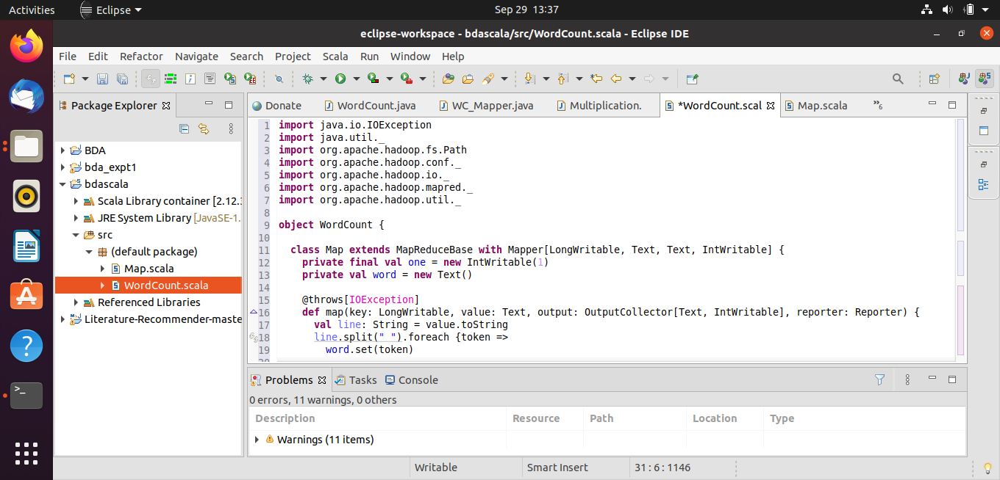 Activities Eclipse Sep 29 13:37
eclipse-workspace - bdascala/src/WordCount.scala - Eclipse IDE
File Edit Refactor Navigate Search Project Scala Run Window Help
Package Explorer
BDA
bda_expt1
bdascala
Scala Library container [2.12.3
JRE System Library [JavaSE-1.
src
(default package)
Map.scala
WordCount.scala
Referenced Libraries
Literature-Recommender-maste
Donate WordCount.java WC_Mapper.java Multiplication. *WordCount.scal Map.scala »6
1 import java.io.IOException
2 import java.util._
3 import org.apache.hadoop.fs.Path
4 import org.apache.hadoop.conf._
5 import org.apache.hadoop.io._
6 import org.apache.hadoop.mapred._
7 import org.apache.hadoop.util._
8
9 object WordCount {
10
11 class Map extends MapReduceBase with Mapper[LongWritable, Text, Text, IntWritable] {
12 private final val one = new IntWritable(1)
13 private val word = new Text()
14
15 @throws[IOException]
16 def map(key: LongWritable, value: Text, output: OutputCollector[Text, IntWritable], reporter: Reporter) {
17 val line: String = value.toString
18 line.split(" ").foreach {token =>
19 word.set(token)
Problems Tasks Console
0 errors, 11 warnings, 0 others
Description Resource Path Location Type
Warnings (11 items)
Writable Smart Insert 31 : 6 : 1146